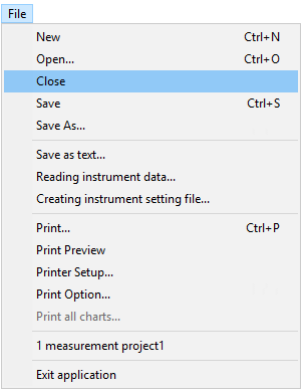 File
New Ctrl+N
Open... Ctrl+O
Close
Save Ctrl+S
Save As...
Save as text...
Reading instrument data...
Creating instrument setting file...
Print... Ctrl+P
Print Preview
Printer Setup...
Print Option...
Print all charts...
1 measurement project1
Exit application